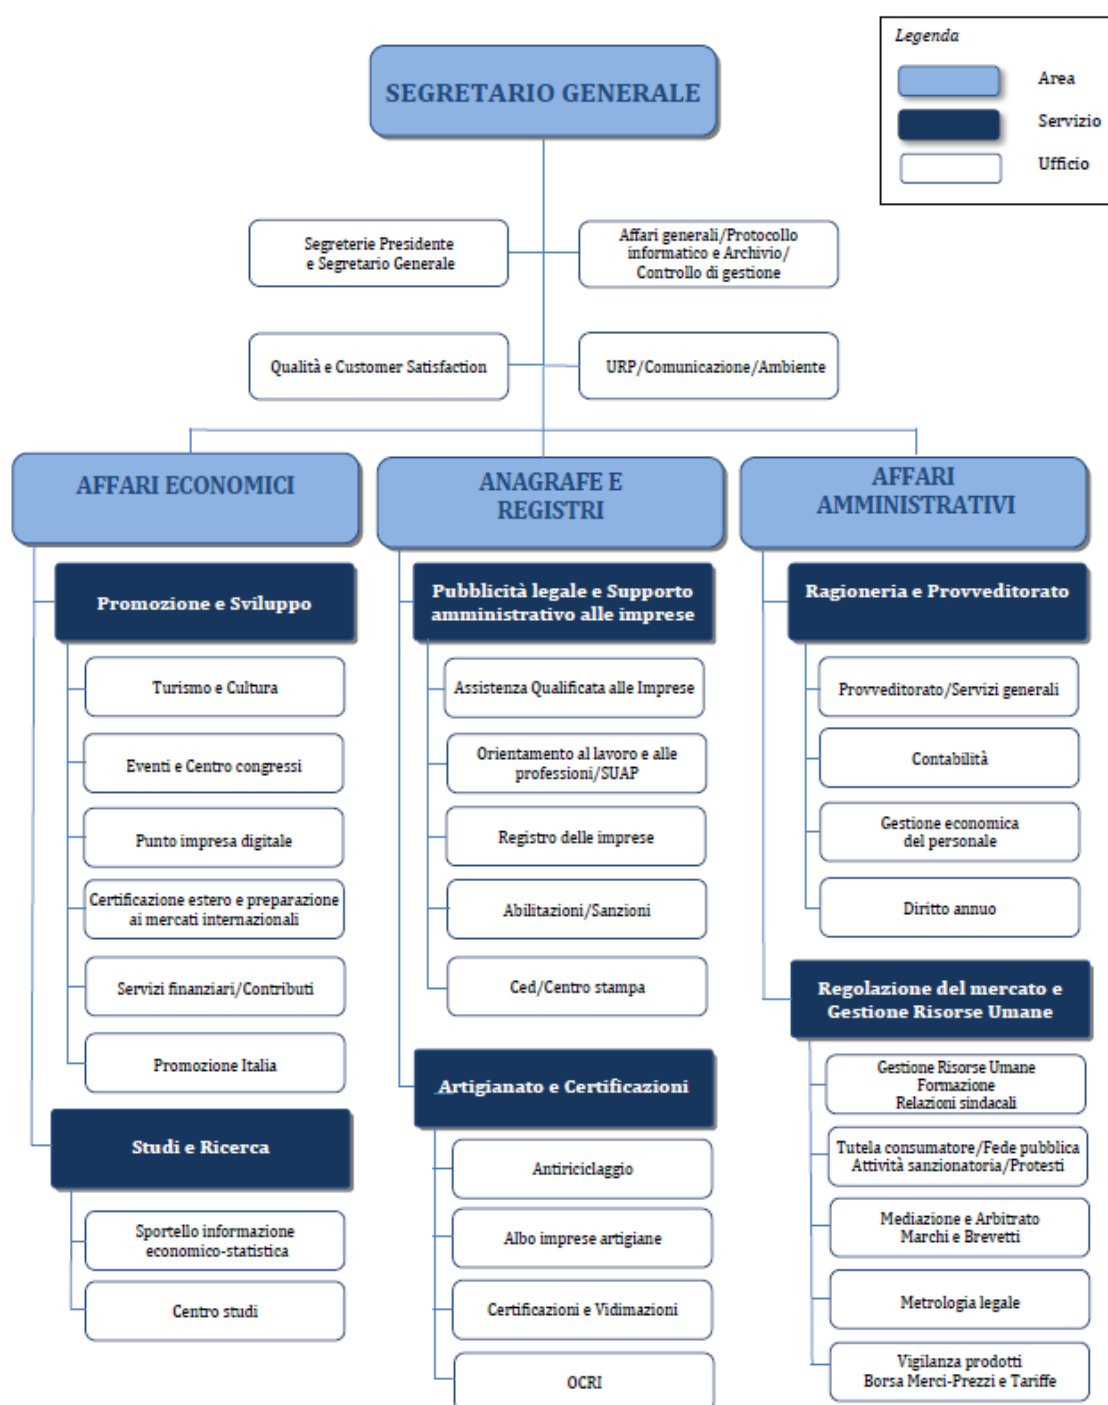 Legenda
Area
Servizio
Ufficio
SEGRETARIO GENERALE
Segreterie Presidente
e Segretario Generale
Affari generali/Protocollo
informatico e Archivio/
Controllo di gestione
Qualità e Customer Satisfaction
URP/Comunicazione/Ambiente
AFFARI ECONOMICI
Promozione e Sviluppo
Turismo e Cultura
Eventi e Centro congressi
Punto impresa digitale
Certificazione estero e preparazione
ai mercati internazionali
Servizi finanziari/Contributi
Promozione Italia
Studi e Ricerca
Sportello informazione
economico-statistica
Centro studi
ANAGRAFE E
REGISTRI
Pubblicità legale e Supporto
amministrativo alle imprese
Assistenza Qualificata alle Imprese
Orientamento al lavoro e alle
professioni/SUAP
Registro delle imprese
Abilitazioni/Sanzioni
Ced/Centro stampa
Artigianato e Certificazioni
Antiriciclaggio
Albo imprese artigiane
Certificazioni e Vidimazioni
OCRI
AFFARI
AMMINISTRATIVI
Ragioneria e Provveditorato
Provveditorato/Servizi generali
Contabilità
Gestione economica
del personale
Diritto annuo
Regolazione del mercato e
Gestione Risorse Umane
Gestione Risorse Umane
Formazione
Relazioni sindacali
Tutela consumatore/Fede pubblica
Attività sanzionatoria/Protesti
Mediazione e Arbitrato
Marchi e Brevetti
Metrologia legale
Vigilanza prodotti
Borsa Merci-Prezzi e Tariffe